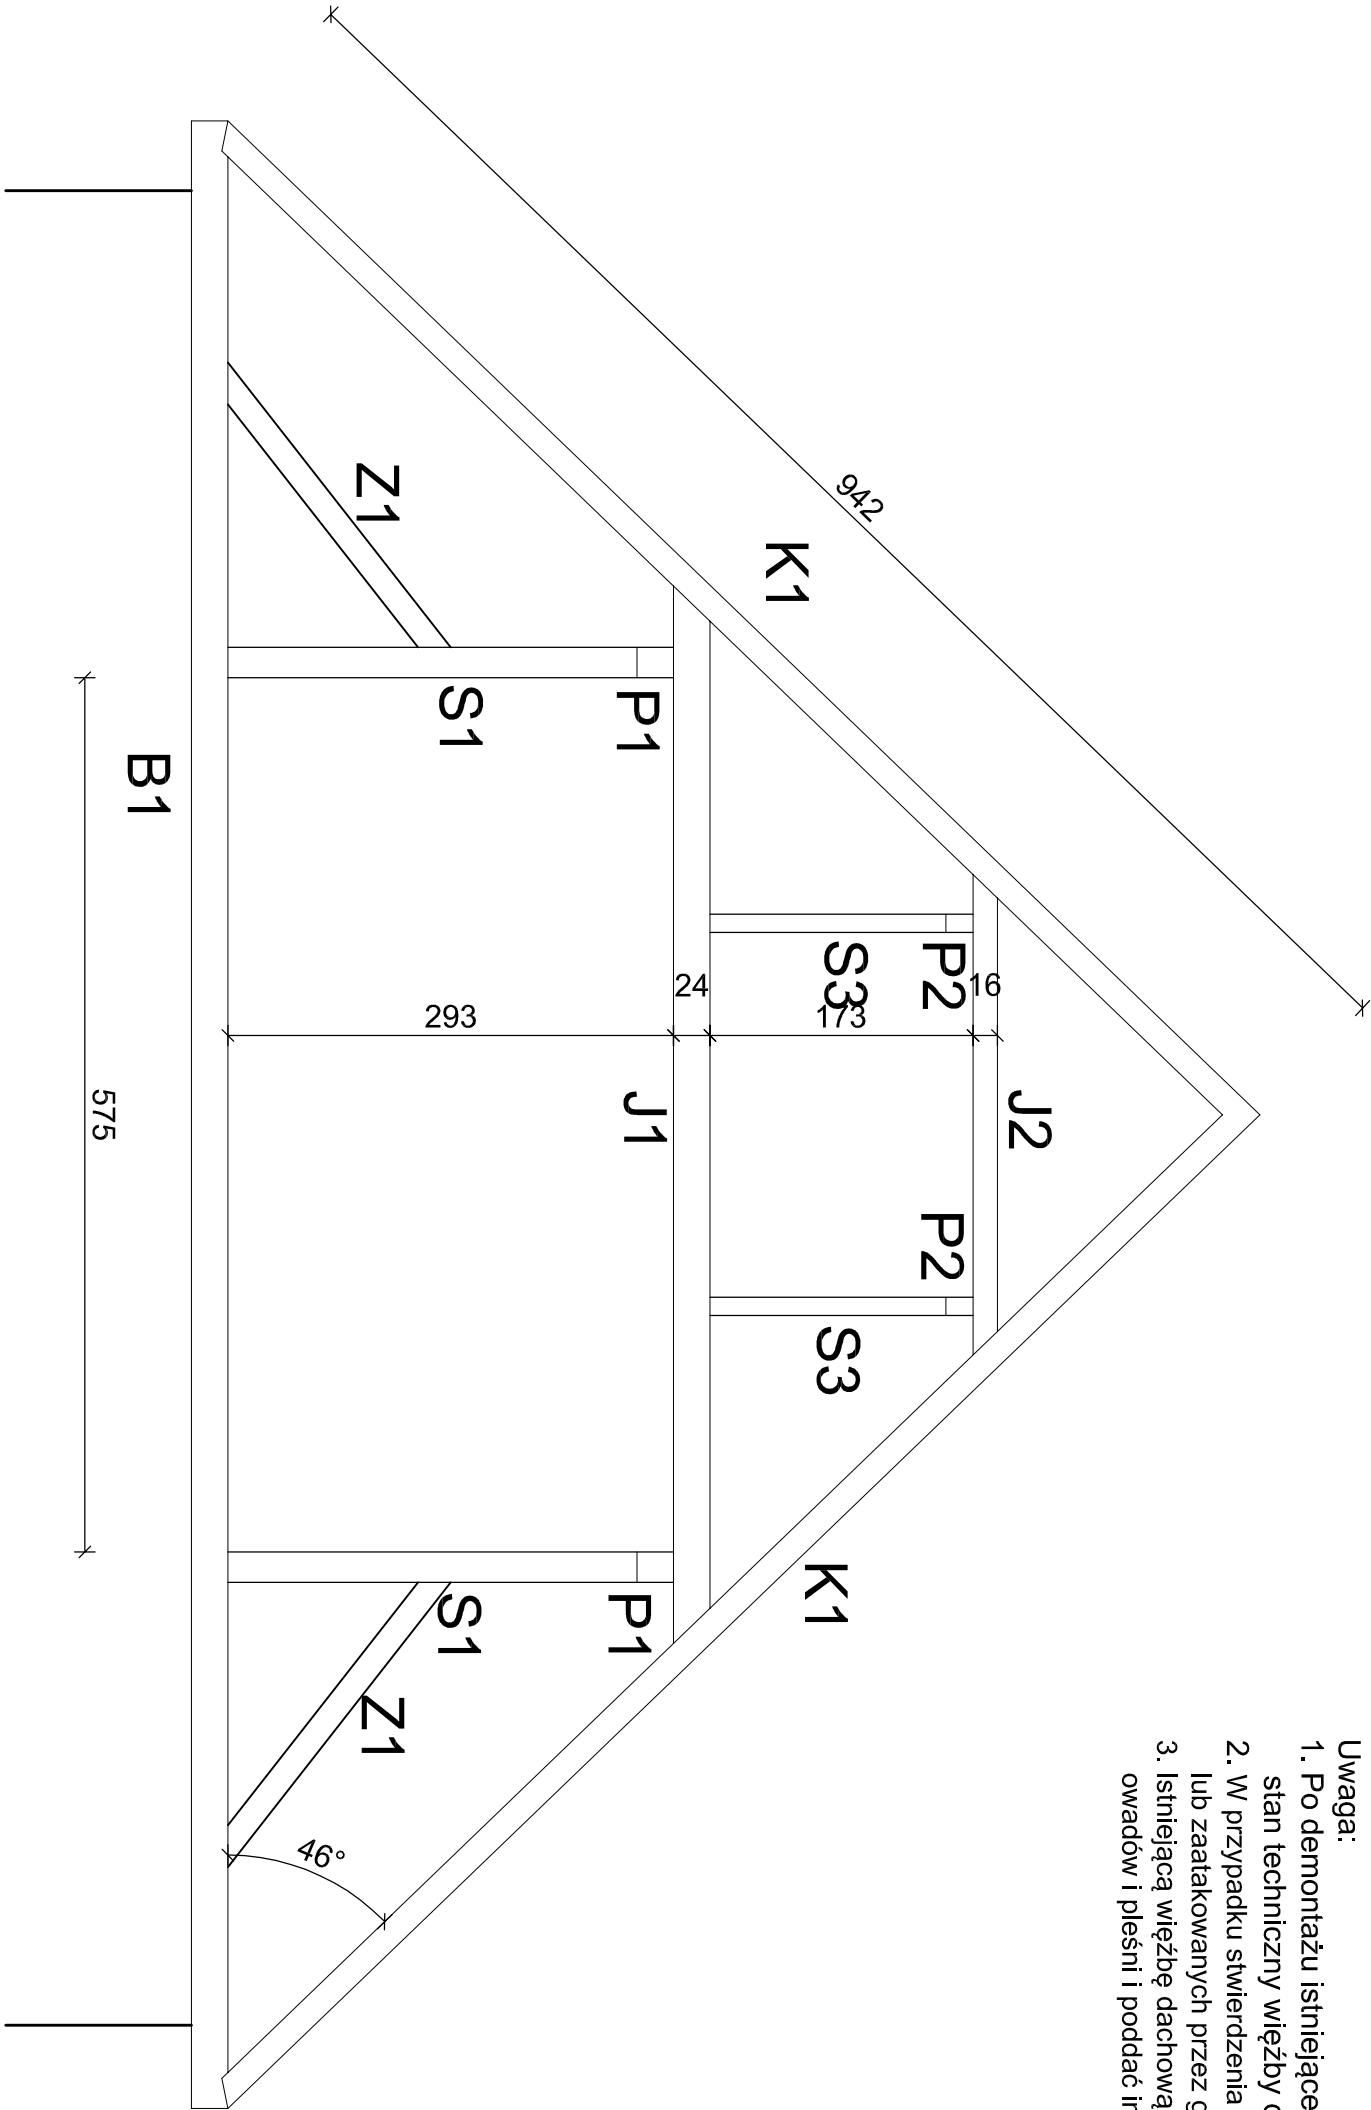 Uwaga:
1. Po demontażu istniejące
stan techniczny więźby
2. W przypadku stwierdzenia
lub zaatakowanych przez
3. Istniejącą więźbę dachową
owadów i pleśni i poddać
942
K1
J2
16
P2
P2
S3
173
S3
24
K1
J1
P1
P1
S1
293
S1
Z1
Z1
46°
B1
575